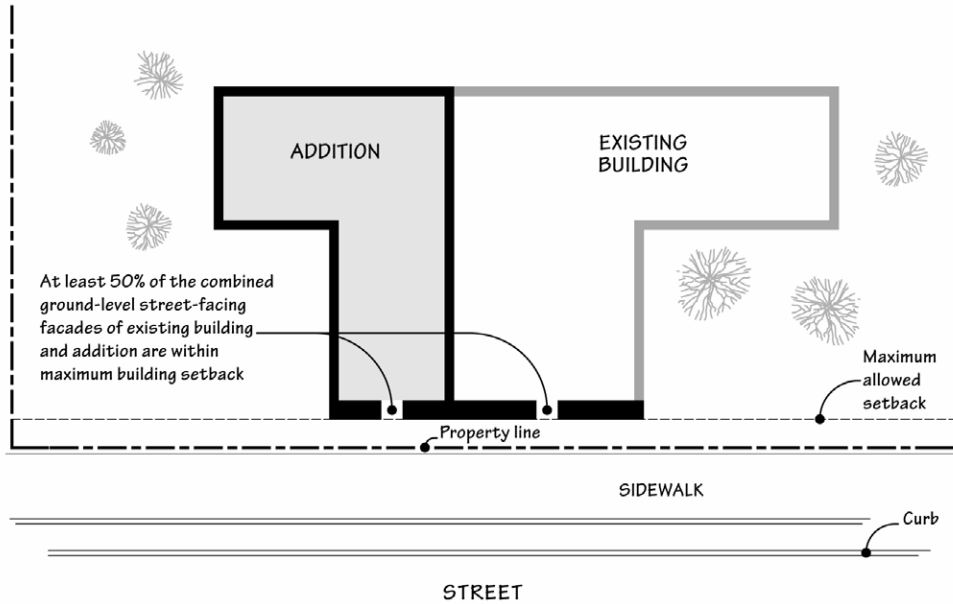 ADDITION
EXISTING
BUILDING
At least 50% of the combined
ground-level street-facing
facades of existing building
and addition are within
maximum building setback
Maximum
allowed
setback
Property line
SIDEWALK
Curb
STREET